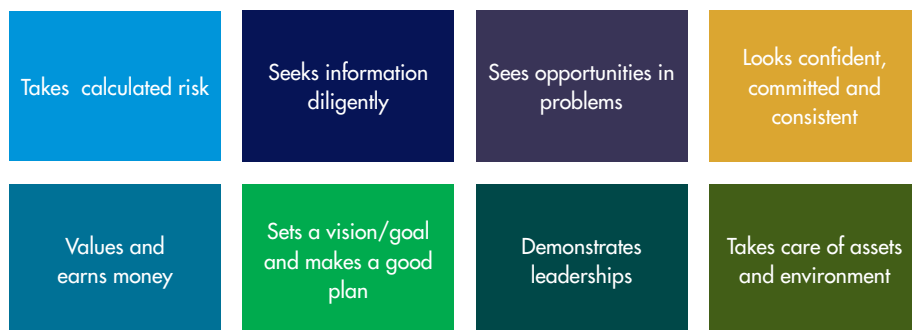 Takes  calculated risk
Seeks information
diligently
Sees opportunities in
problems
Looks confident,
committed and
consistent
Values and
earns money
Sets a vision/goal
and makes a good
plan
Demonstrates
leaderships
Takes care of assets
and environment